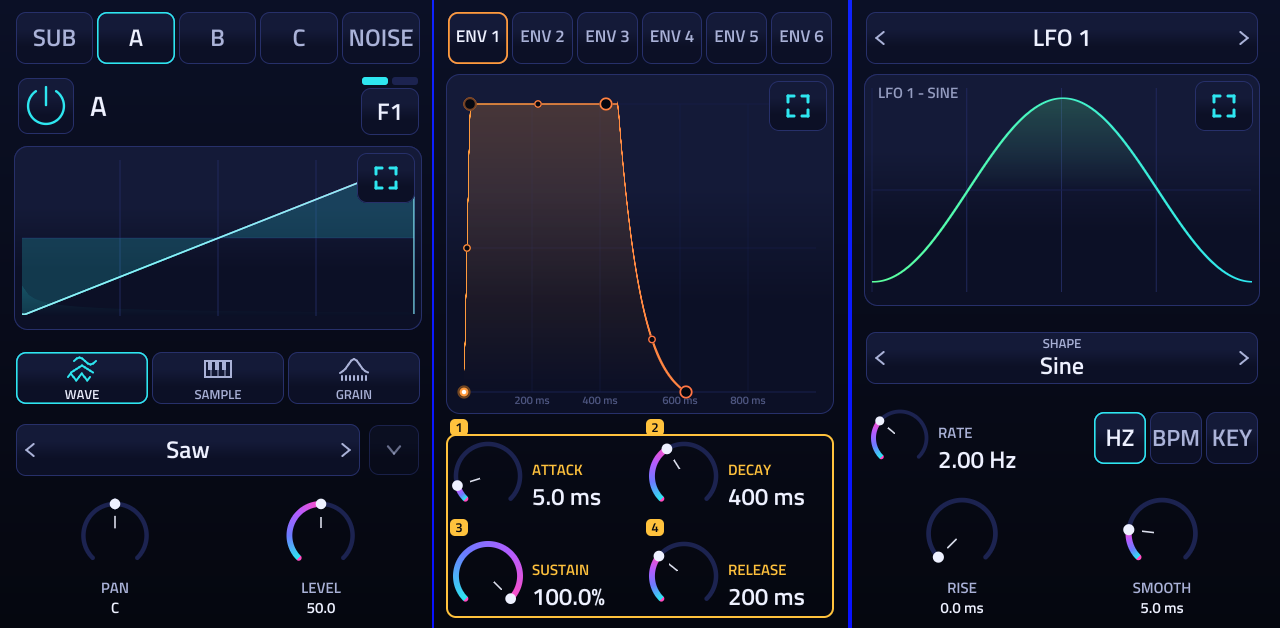 SUB A B C NOISE
A
F1
WAVE SAMPLE GRAIN
Saw
PAN LEVEL
C 50.0
ENV 1 ENV 2 ENV 3 ENV 4 ENV 5 ENV 6
200 ms 400 ms 600 ms 800 ms
1 2
ATTACK DECAY
5.0 ms 400 ms
3 4
SUSTAIN RELEASE
100.0% 200 ms
LFO 1
LFO 1 - SINE
SHAPE
Sine
RATE
2.00 Hz
HZ BPM KEY
RISE SMOOTH
0.0 ms 5.0 ms